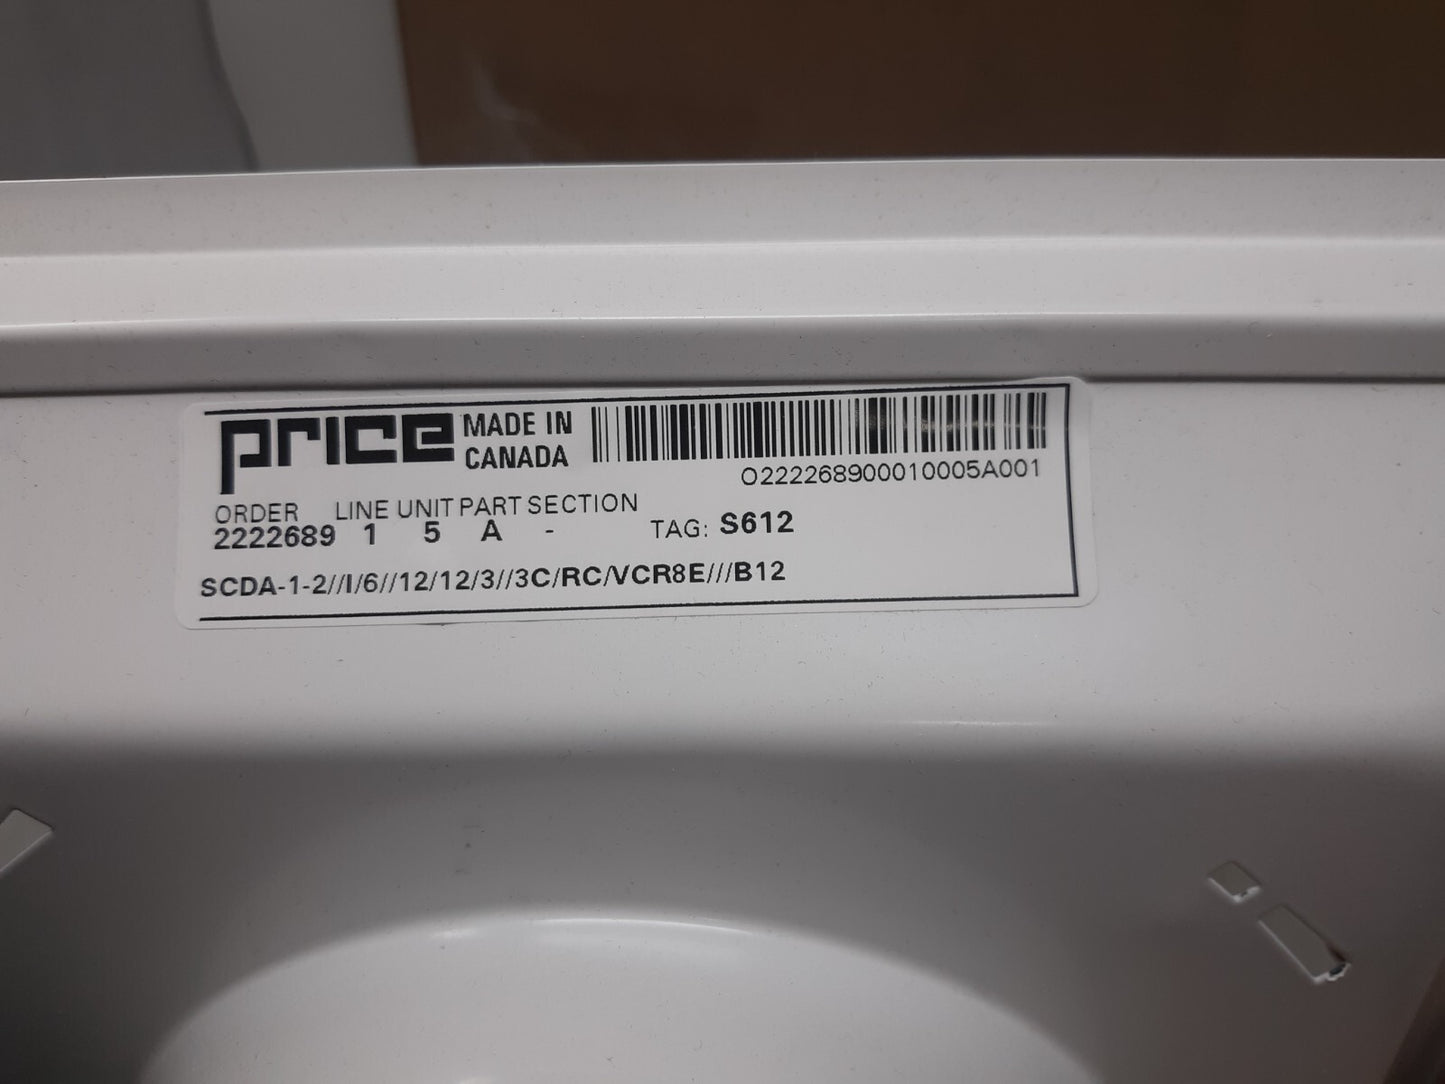 price MADE IN CANADA
O222268900010005A001
ORDER LINE UNIT PART SECTION
2222689 1 5 A - TAG: S612
SCDA-1-2//I/6//12/12/3//3C/RC/VCR8E///B12